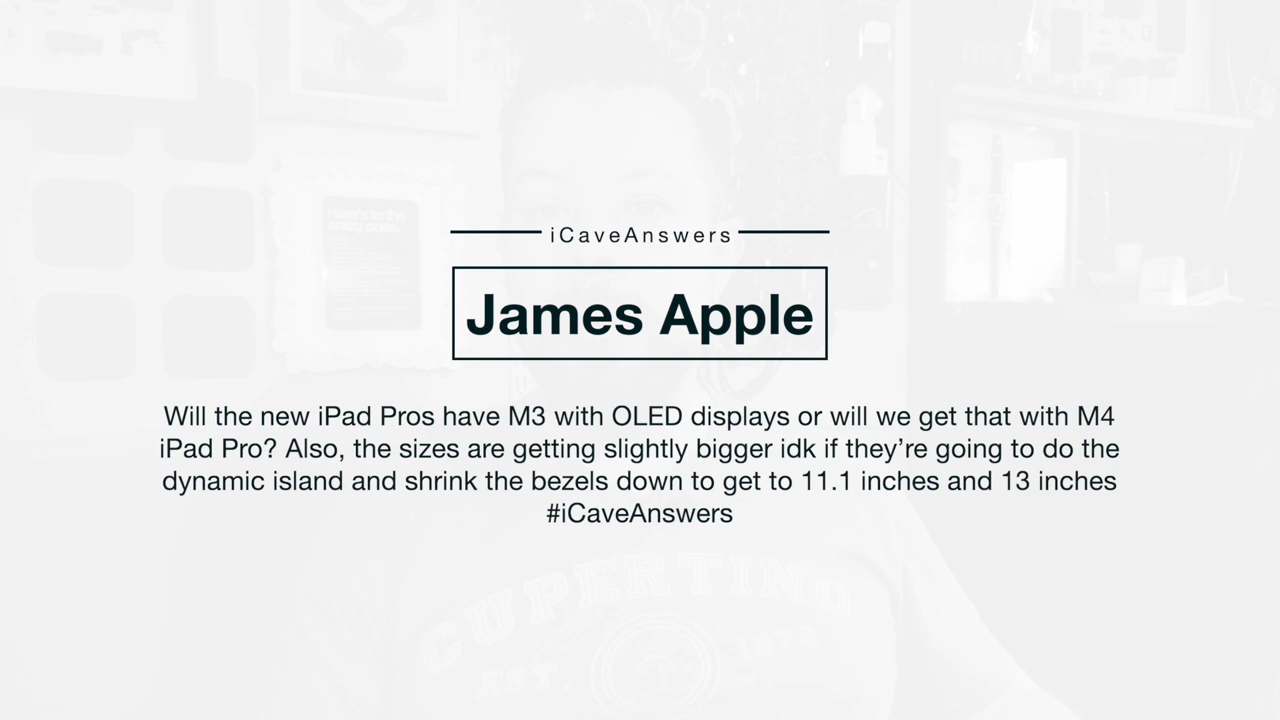 iCaveAnswers
James Apple
Will the new iPad Pros have M3 with OLED displays or will we get that with M4
iPad Pro? Also, the sizes are getting slightly bigger idk if they’re going to do the
dynamic island and shrink the bezels down to get to 11.1 inches and 13 inches
#iCaveAnswers
CUPERTINO
EST.